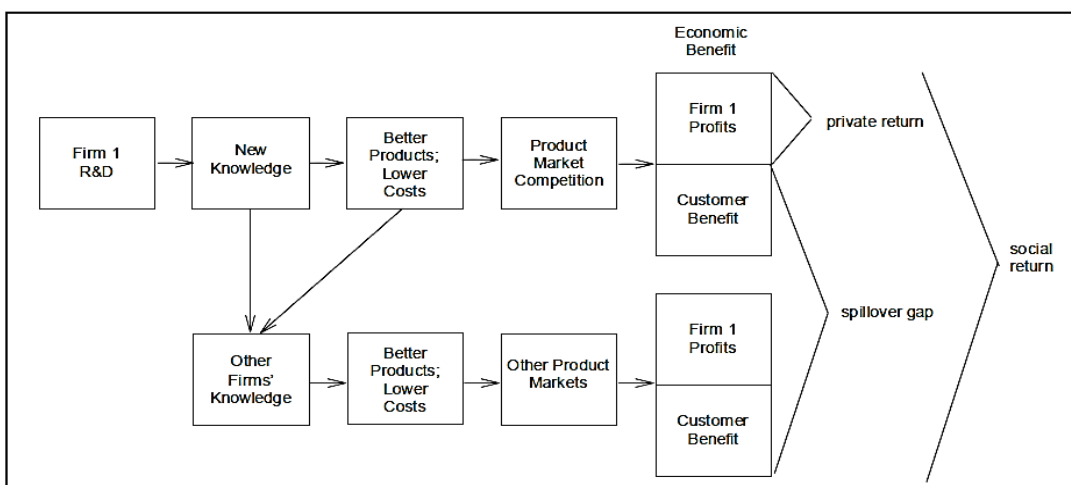 Economic
Benefit
Firm 1
R&D
New
Knowledge
Better
Products;
Lower
Costs
Product
Market
Competition
Firm 1
Profits
Customer
Benefit
private return
social
return
spillover gap
Other
Firms'
Knowledge
Better
Products;
Lower
Costs
Other Product
Markets
Firm 1
Profits
Customer
Benefit